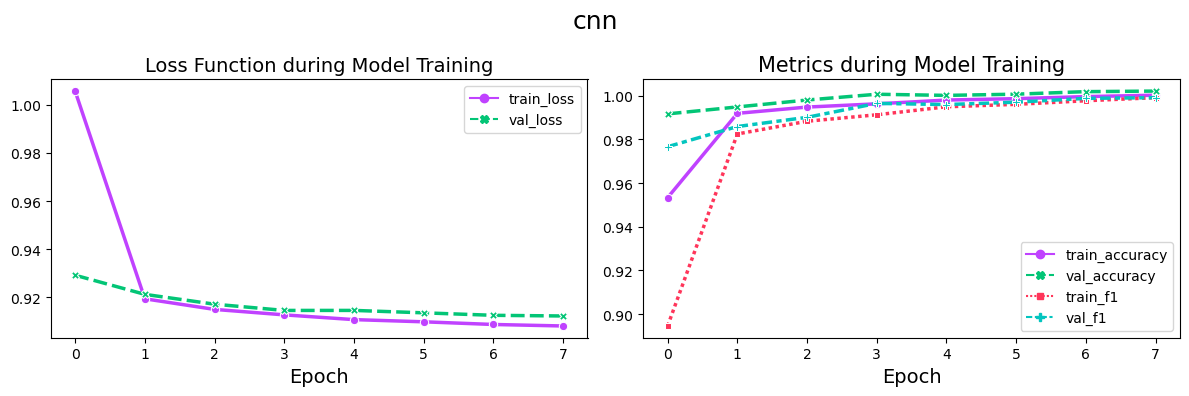 cnn
Loss Function during Model Training
1.00
0.98
0.96
0.94
0.92
train_loss
val_loss
0 1 2 3 4 5 6 7
Epoch
Metrics during Model Training
1.00
0.98
0.96
0.94
0.92
0.90
train_accuracy
val_accuracy
train_f1
val_f1
0 1 2 3 4 5 6 7
Epoch